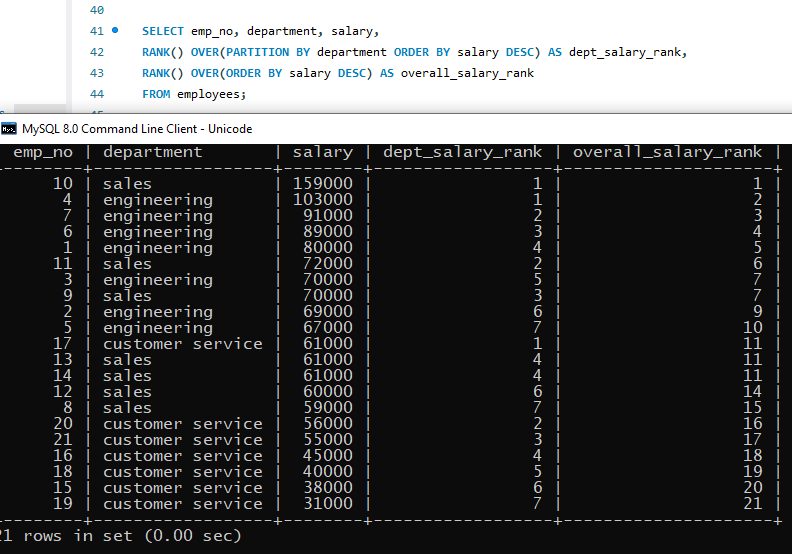 40
41 SELECT emp_no, department, salary,
42 RANK() OVER(PARTITION BY department ORDER BY salary DESC) AS dept_salary_rank,
43 RANK() OVER(ORDER BY salary DESC) AS overall_salary_rank
44 FROM employees;
MySQL 8.0 Command Line Client - Unicode
emp_no | department | salary | dept_salary_rank | overall_salary_rank |
--------+-------------------+--------+------------------+---------------------+
10 | sales | 159000 | 1 | 1 |
4 | engineering | 103000 | 1 | 2 |
7 | engineering | 91000 | 2 | 3 |
6 | engineering | 89000 | 3 | 4 |
1 | engineering | 80000 | 4 | 5 |
11 | sales | 72000 | 2 | 6 |
3 | engineering | 70000 | 5 | 7 |
9 | sales | 70000 | 3 | 7 |
2 | engineering | 69000 | 6 | 9 |
5 | engineering | 67000 | 7 | 10 |
17 | customer service | 61000 | 1 | 11 |
13 | sales | 61000 | 4 | 11 |
14 | sales | 61000 | 4 | 11 |
12 | sales | 60000 | 6 | 14 |
8 | sales | 59000 | 7 | 15 |
20 | customer service | 56000 | 2 | 16 |
21 | customer service | 55000 | 3 | 17 |
16 | customer service | 45000 | 4 | 18 |
18 | customer service | 40000 | 5 | 19 |
15 | customer service | 38000 | 6 | 20 |
19 | customer service | 31000 | 7 | 21 |
--------+-------------------+--------+------------------+---------------------+
21 rows in set (0.00 sec)